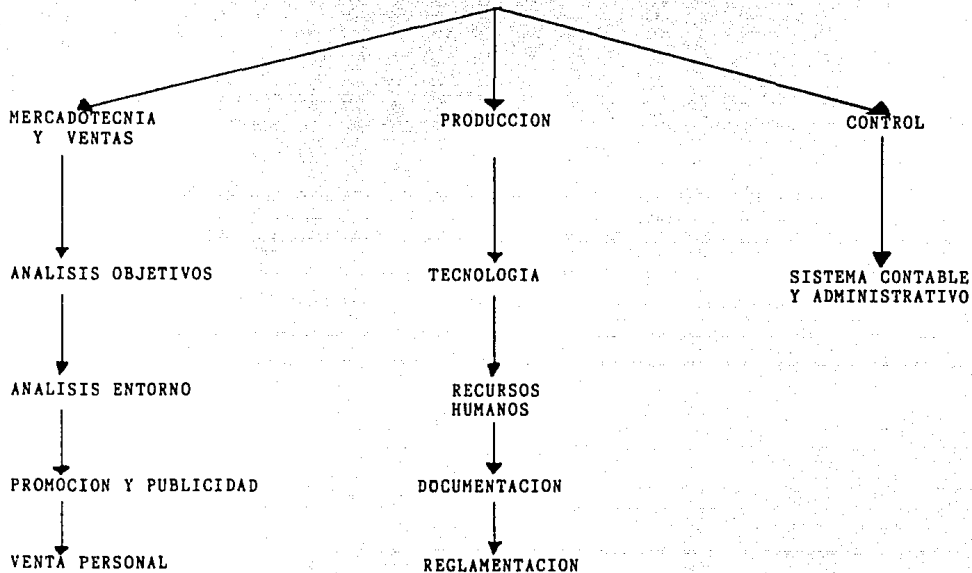 MERCADOTECNIA
Y VENTAS
PRODUCCION
CONTROL
ANALISIS OBJETIVOS
TECNOLOGIA
SISTEMA CONTABLE
Y ADMINISTRATIVO
ANALISIS ENTORNO
RECURSOS
HUMANOS
PROMOCION Y PUBLICIDAD
DOCUMENTACION
VENTA PERSONAL
REGLAMENTACION